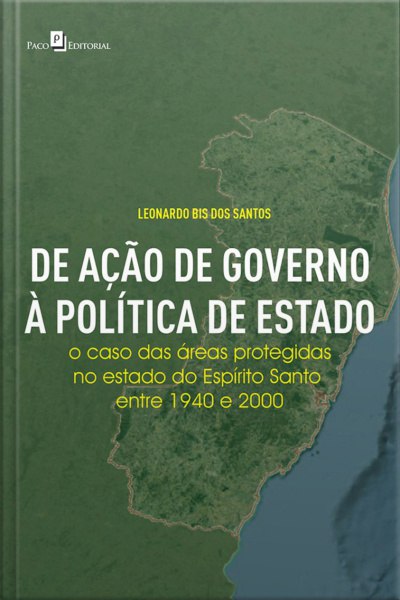 PACO EDITORIAL
LEONARDO BIS DOS SANTOS
DE AÇÃO DE GOVERNO
À POLÍTICA DE ESTADO
o caso das áreas protegidas
no estado do Espírito Santo
entre 1940 e 2000